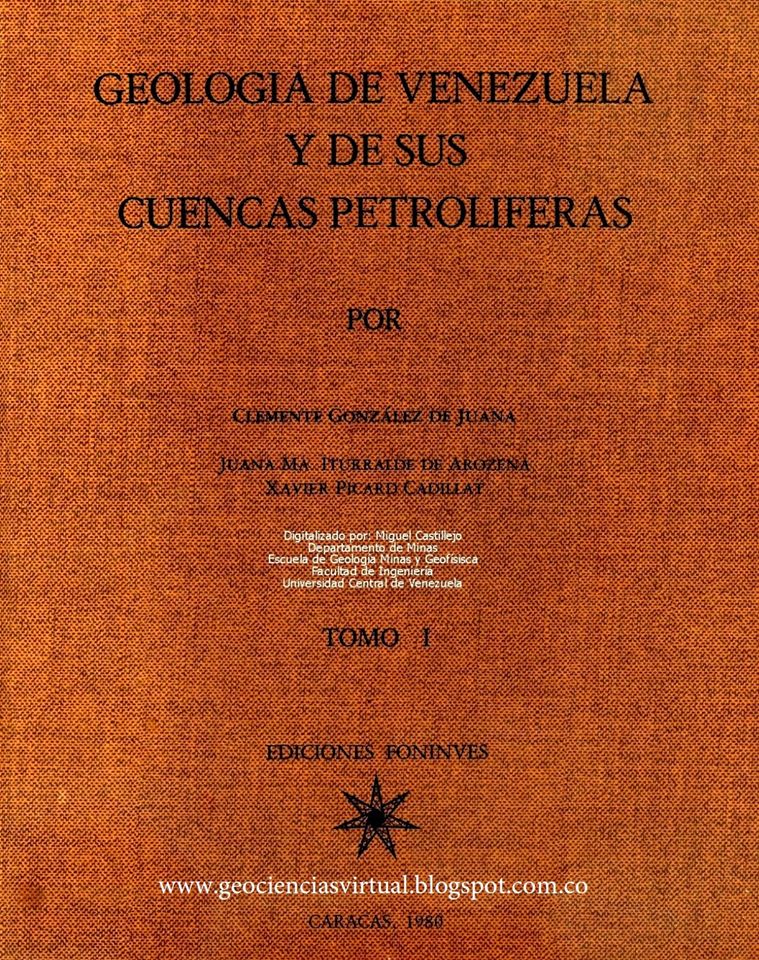 GEOLOGIA DE VENEZUELA
Y DE SUS
CUENCAS PETROLIFERAS
POR
CLEMENTE GONZÁLEZ DE JUANA
JUANA MA. ITURRALDE DE AROZENA
XAVIER PICARD CADILLAT
Digitalizado por: Miguel Castillejo
Departamento de Minas
Escuela de Geología Minas y Geofísisca
Facultad de Ingeniería
Universidad Central de Venezuela
TOMO I
EDICIONES FONINVES
www.geocienciasvirtual.blogspot.com.co
CARACAS, 1980